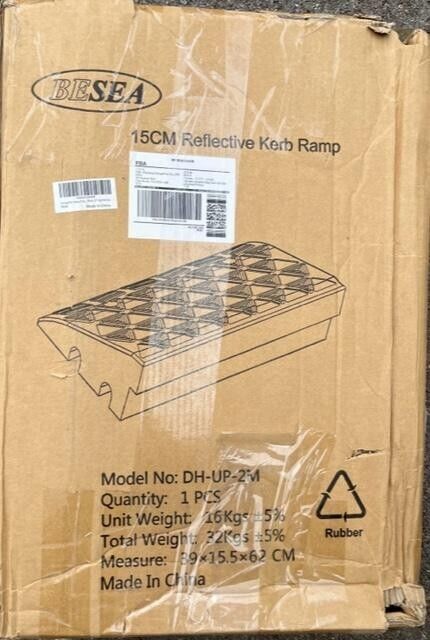 BESEA
15CM Reflective Kerb Ramp
FBA
Made in China
Model No: DH-UP-2M
Quantity: 1 PCS
Unit Weight: 16Kgs ±5%
Total Weight: 32Kgs ±5%
Measure: 39×15.5×62 CM
Made In China
Rubber